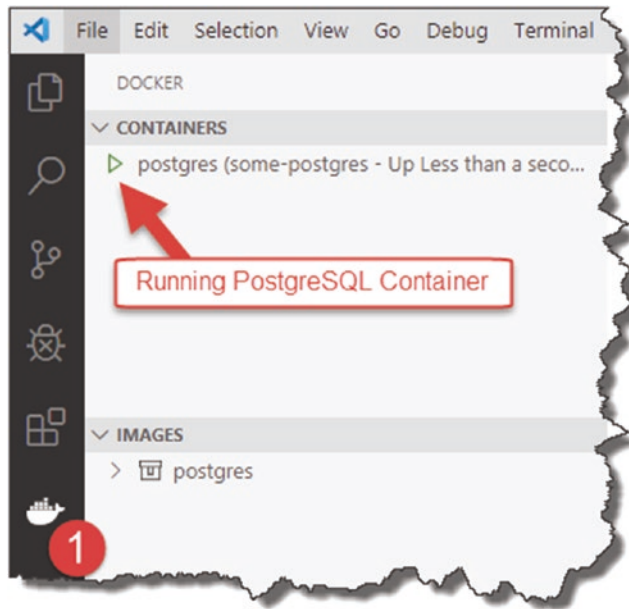 File Edit Selection View Go Debug Terminal
DOCKER
CONTAINERS
postgres (some-postgres - Up Less than a seco...
Running PostgreSQL Container
IMAGES
postgres
1